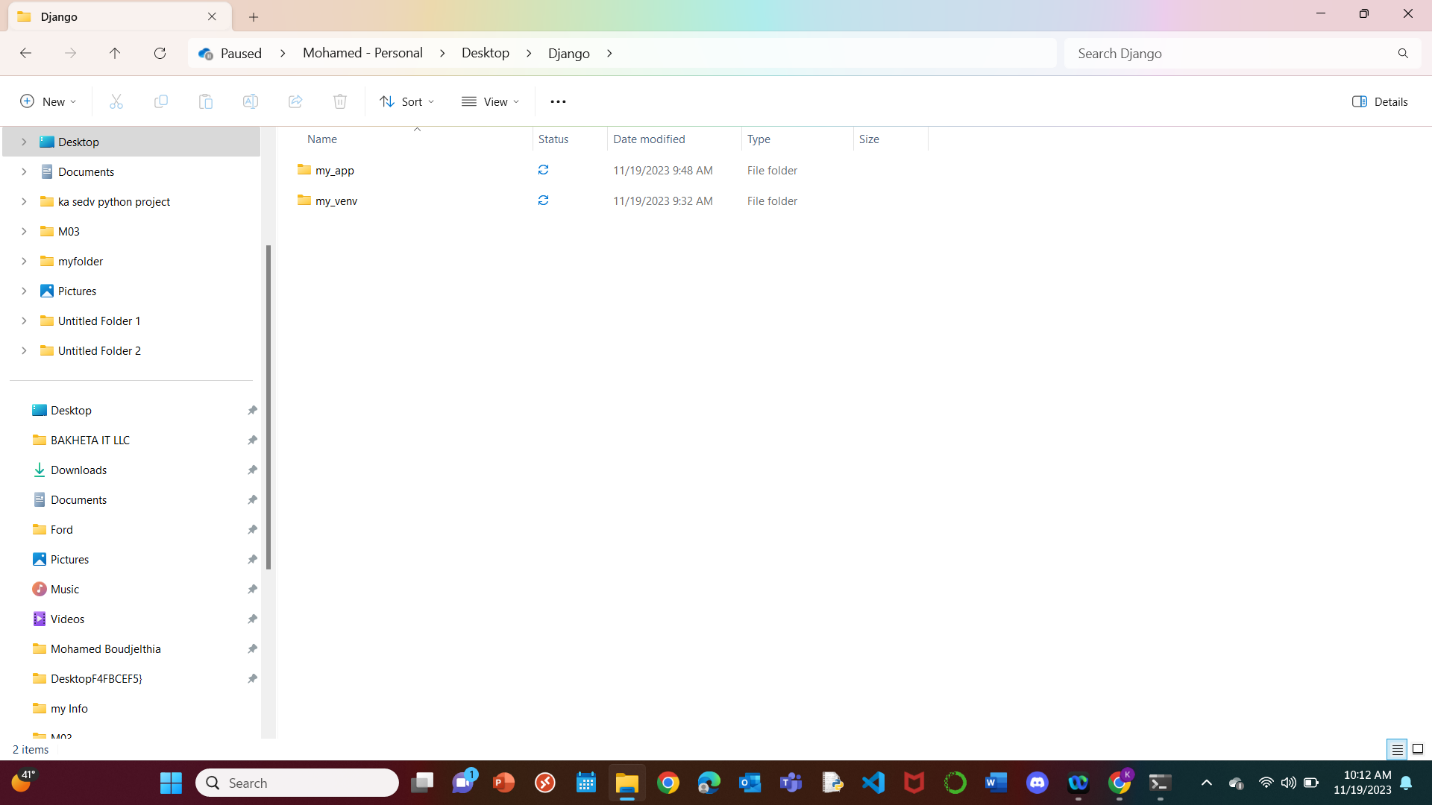 Django
Paused
Mohamed - Personal
Desktop
Django
Search Django
New
Sort
View
Details
Name
Status
Date modified
Type
Size
my_app
11/19/2023 9:48 AM
File folder
my_venv
11/19/2023 9:32 AM
File folder
Desktop
Documents
ka sedv python project
M03
myfolder
Pictures
Untitled Folder 1
Untitled Folder 2
Desktop
BAKHETA IT LLC
Downloads
Documents
Ford
Pictures
Music
Videos
Mohamed Boudjelthia
DesktopF4FBCEF5}
my Info
M03
2 items
41°
Search
1
K
10:12 AM
11/19/2023